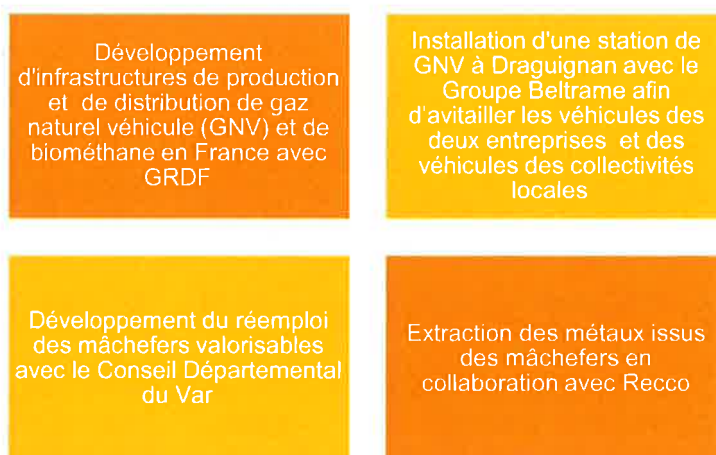 Développement
d'infrastructures de production
et de distribution de gaz
naturel véhicule (GNV) et de
biométhane en France avec
GRDF
Installation d'une station de
GNV à Draguignan avec le
Groupe Beltrame afin
d'avitailler les véhicules des
deux entreprises et des
véhicules des collectivités
locales
Développement du réemploi
des mâchefers valorisables
avec le Conseil Départemental
du Var
Extraction des métaux issus
des mâchefers en
collaboration avec Recco